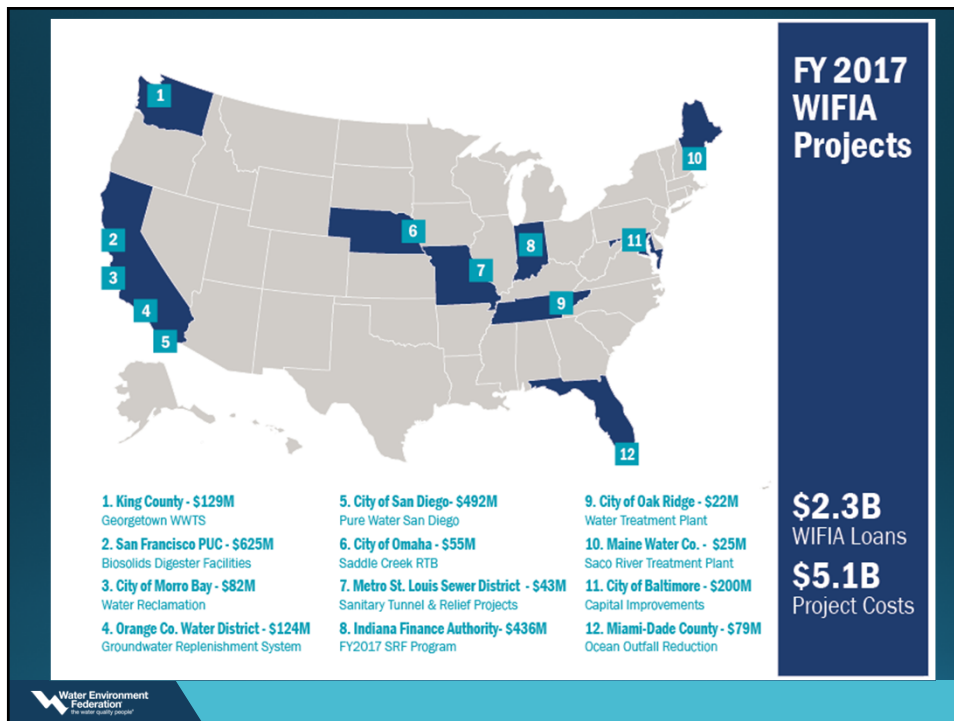 FY 2017
WIFIA
Projects
1
2
3
4
5
6
7
8
9
10
11
12
1. King County - $129M
Georgetown WWTS
2. San Francisco PUC - $625M
Biosolids Digester Facilities
3. City of Morro Bay - $82M
Water Reclamation
4. Orange Co. Water District - $124M
Groundwater Replenishment System
5. City of San Diego- $492M
Pure Water San Diego
6. City of Omaha - $55M
Saddle Creek RTB
7. Metro St. Louis Sewer District - $43M
Sanitary Tunnel & Relief Projects
8. Indiana Finance Authority- $436M
FY2017 SRF Program
9. City of Oak Ridge - $22M
Water Treatment Plant
10. Maine Water Co. - $25M
Saco River Treatment Plant
11. City of Baltimore - $200M
Capital Improvements
12. Miami-Dade County - $79M
Ocean Outfall Reduction
$2.3B
WIFIA Loans
$5.1B
Project Costs
Water Environment
Federation
the water quality people®